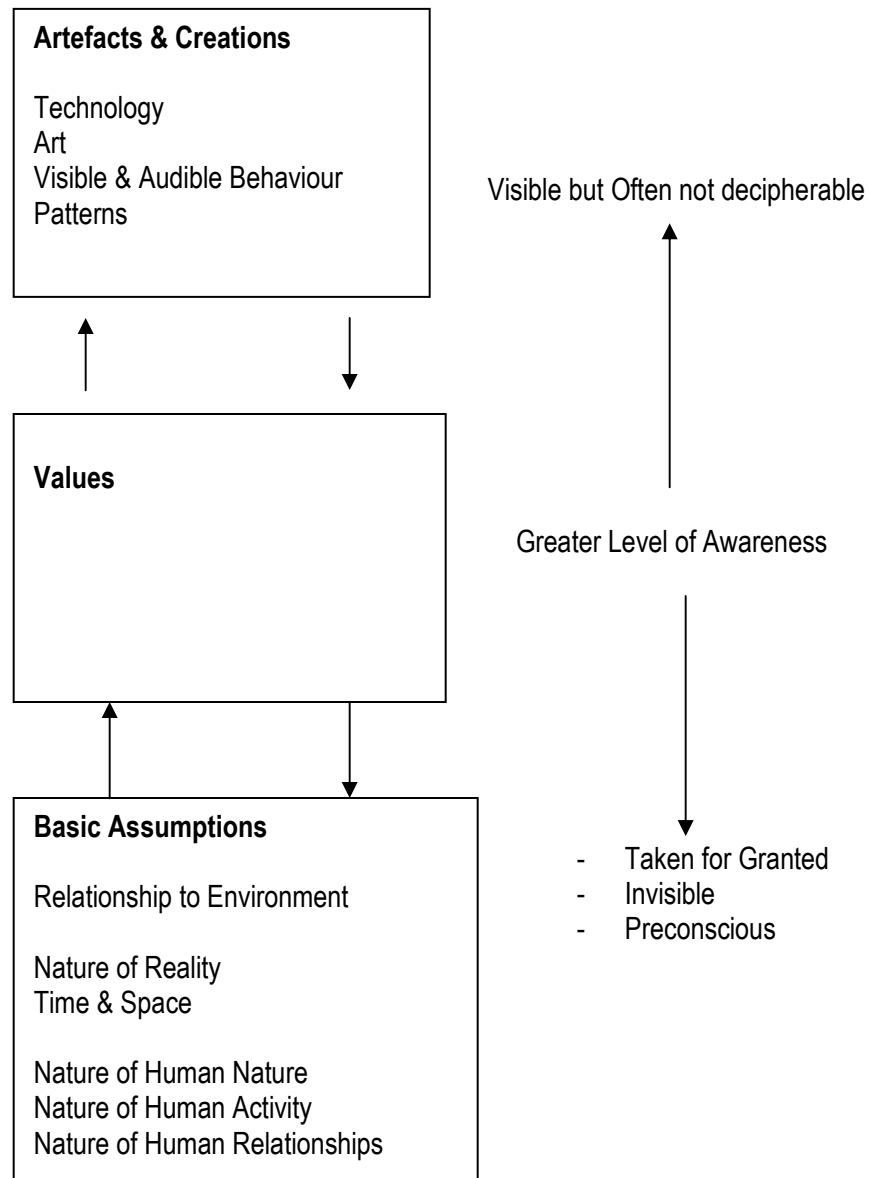 Artefacts & Creations
Technology
Art
Visible & Audible Behaviour
Patterns
Visible but Often not decipherable
Values
Greater Level of Awareness
Basic Assumptions
Relationship to Environment
Nature of Reality
Time & Space
Nature of Human Nature
Nature of Human Activity
Nature of Human Relationships
- Taken for Granted
- Invisible
- Preconscious